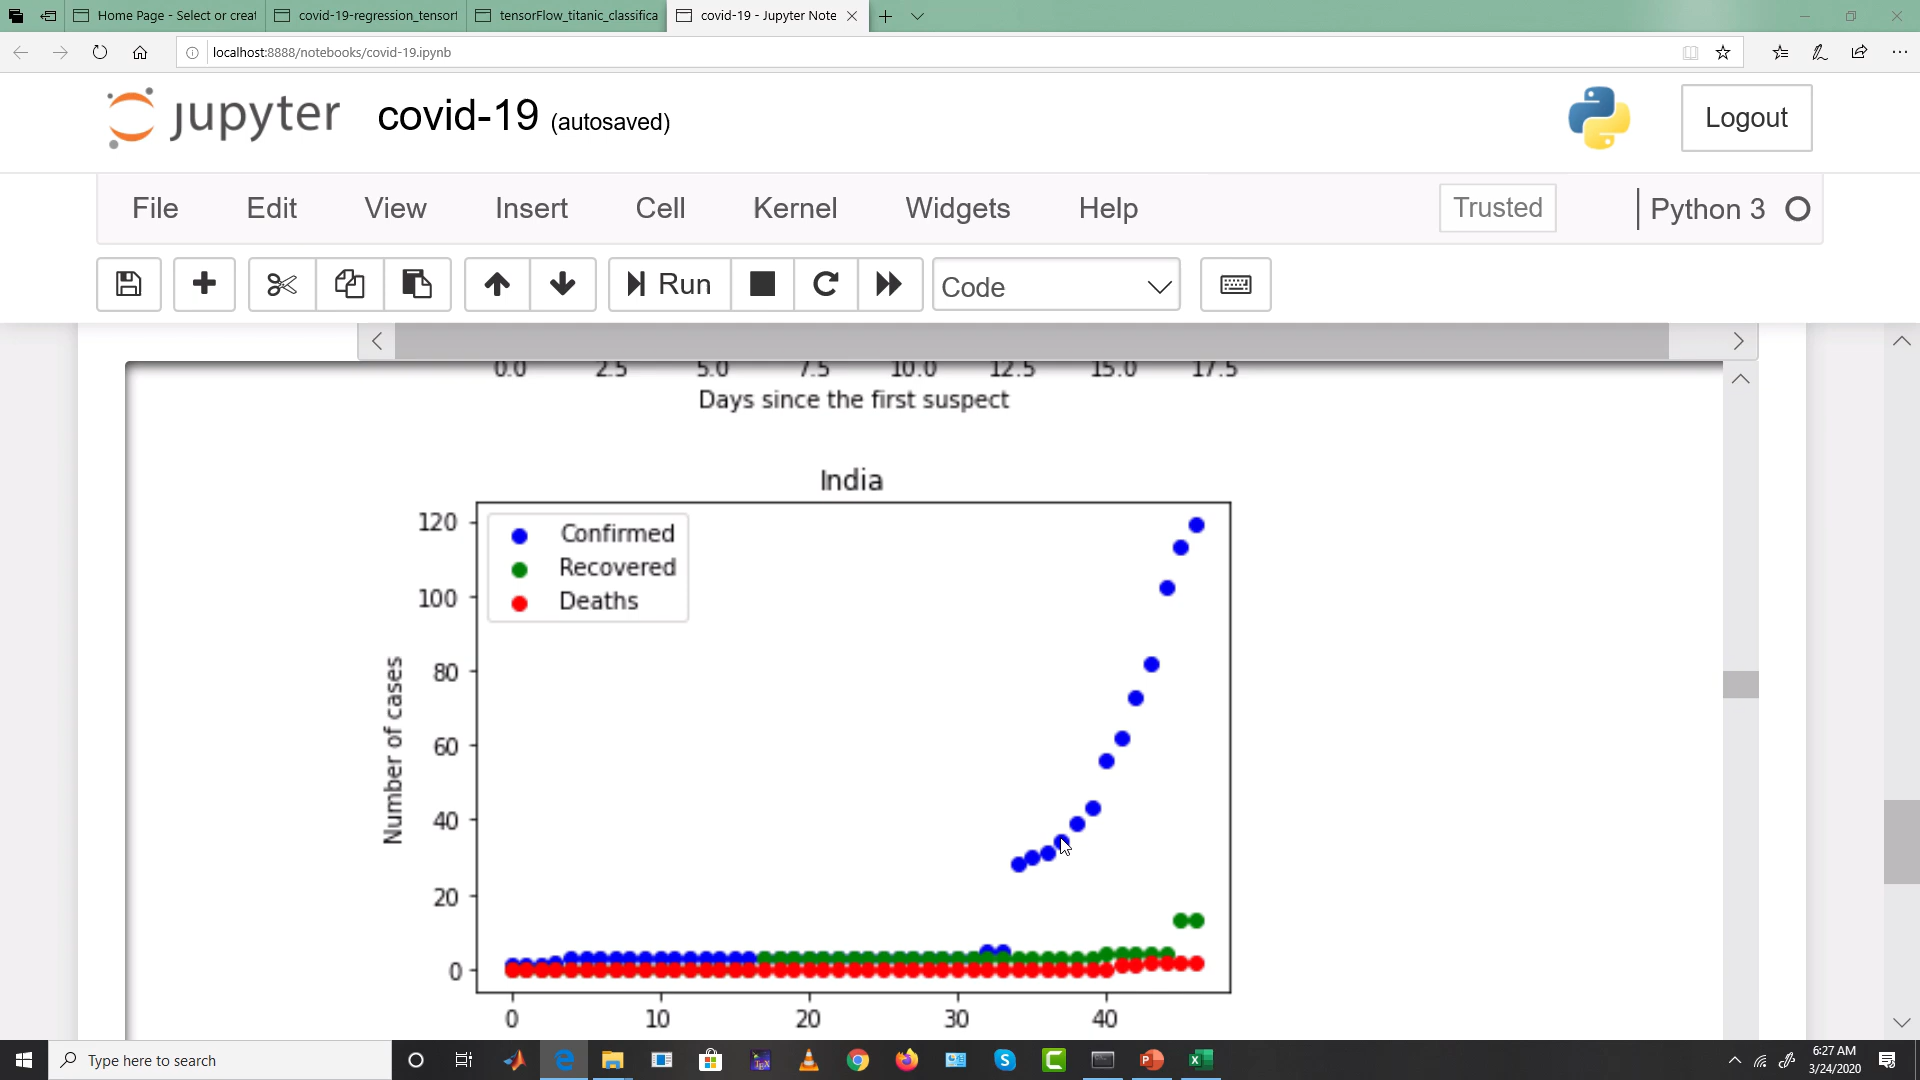 Home Page - Select or creat
covid-19-regression_tensorf
tensorFlow_titanic_classifica
covid-19 - Jupyter Note
localhost:8888/notebooks/covid-19.ipynb
jupyter covid-19 (autosaved)
Logout
File Edit View Insert Cell Kernel Widgets Help
Trusted
Python 3
Run
Code
0.0 2.5 5.0 7.5 10.0 12.5 15.0 17.5
Days since the first suspect
India
120
100
80
60
40
20
0
Number of cases
Confirmed
Recovered
Deaths
0 10 20 30 40
Type here to search
6:27 AM
3/24/2020